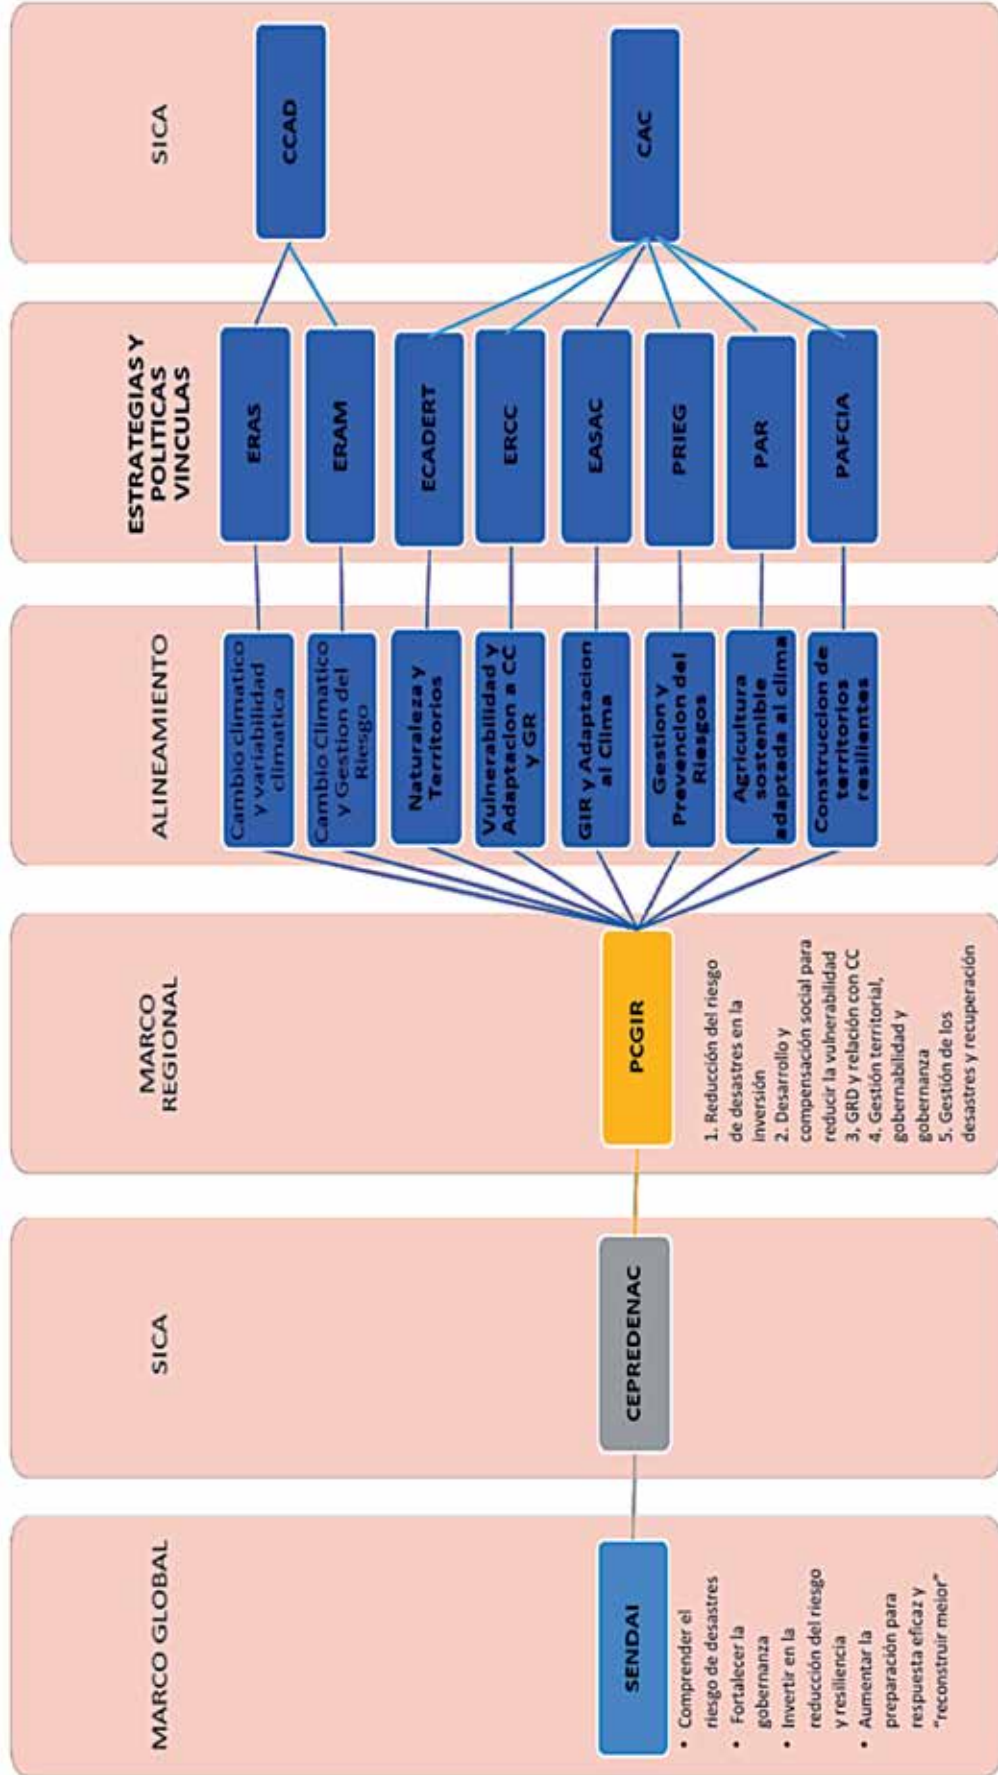 MARCO GLOBAL
SENDAI
• Comprender el
riesgo de desastres
• Fortalecer la
gobernanza
• Invertir en la
reducción del riesgo
y resiliencia
• Aumentar la
preparación para
respuesta eficaz y
"reconstruir meior"
SICA
CEPREDENAC
MARCO
REGIONAL
PCGIR
1. Reducción del riesgo
de desastres en la
inversión
2. Desarrollo y
compensación social para
reducir la vulnerabilidad
3, GRD y relación con CC
4. Gestión territorial,
gobernabilidad y
gobernanza
5. Gestión de los
desastres y recuperación
ALINEAMIENTO
Cambio climatico
y variabilidad
climatica
Cambio Climatico
y Gestion del
Riesgo
Naturaleza y
Territorios
Vulnerabilidad y
Adaptacion a CC
y GR
GIR y Adaptacion
al Clima
Gestion y
Prevencion del
Riesgos
Agricultura
sostenible
adaptada al clima
Construccion de
territorios
resilientes
ESTRATEGIAS Y
POLITICAS
VINCULAS
ERAS
ERAM
ECADERT
ERCC
EASAC
PRIEG
PAR
PAFCIA
SICA
CCAD
CAC